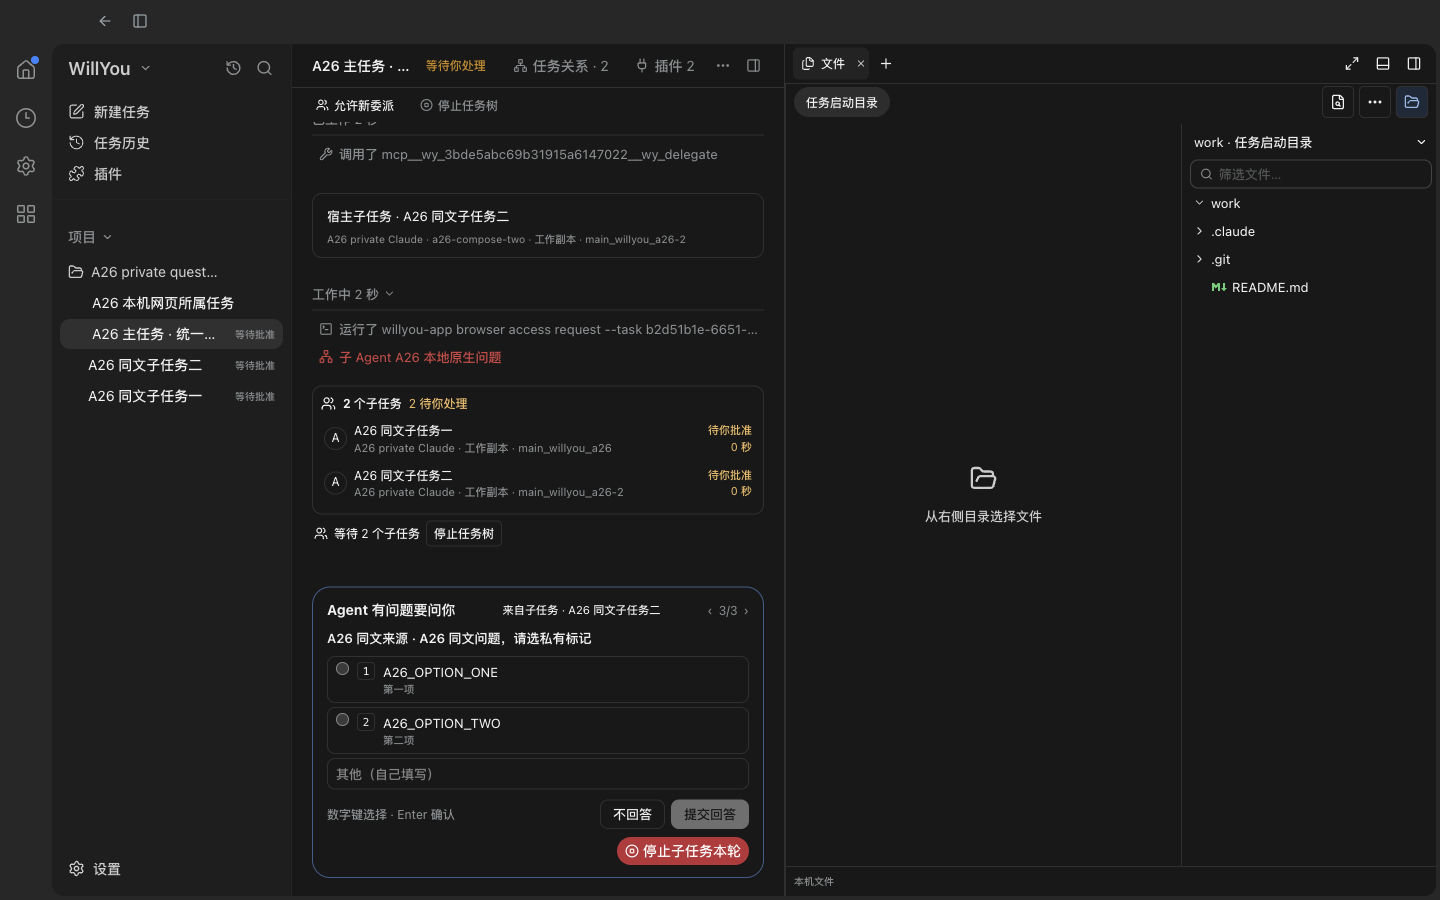 WillYou
新建任务
任务历史
插件
项目
A26 private quest...
A26 本机网页所属任务
A26 主任务 · 统一... 等待批准
A26 同文子任务二 等待批准
A26 同文子任务一 等待批准
设置
A26 主任务 · ... 等待你处理 任务关系 · 2 插件 2
允许新委派 停止任务树
调用了 mcp__wy_3bde5abc69b31915a6147022__wy_delegate
宿主子任务 · A26 同文子任务二
A26 private Claude · a26-compose-two · 工作副本 · main_willyou_a26-2
工作中 2 秒
运行了 willyou-app browser access request --task b2d51b1e-6651-...
子 Agent A26 本地原生问题
2 个子任务 2 待你处理
A
A26 同文子任务一 待你批准
A26 private Claude · 工作副本 · main_willyou_a26 0 秒
A
A26 同文子任务二 待你批准
A26 private Claude · 工作副本 · main_willyou_a26-2 0 秒
等待 2 个子任务 停止任务树
Agent 有问题要问你 来自子任务 · A26 同文子任务二 ‹ 3/3 ›
A26 同文来源 · A26 同文问题，请选私有标记
1 A26_OPTION_ONE
第一项
2 A26_OPTION_TWO
第二项
其他（自己填写）
数字键选择 · Enter 确认 不回答 提交回答
停止子任务本轮
文件
任务启动目录
从右侧目录选择文件
work · 任务启动目录
筛选文件...
work
.claude
.git
README.md
本机文件